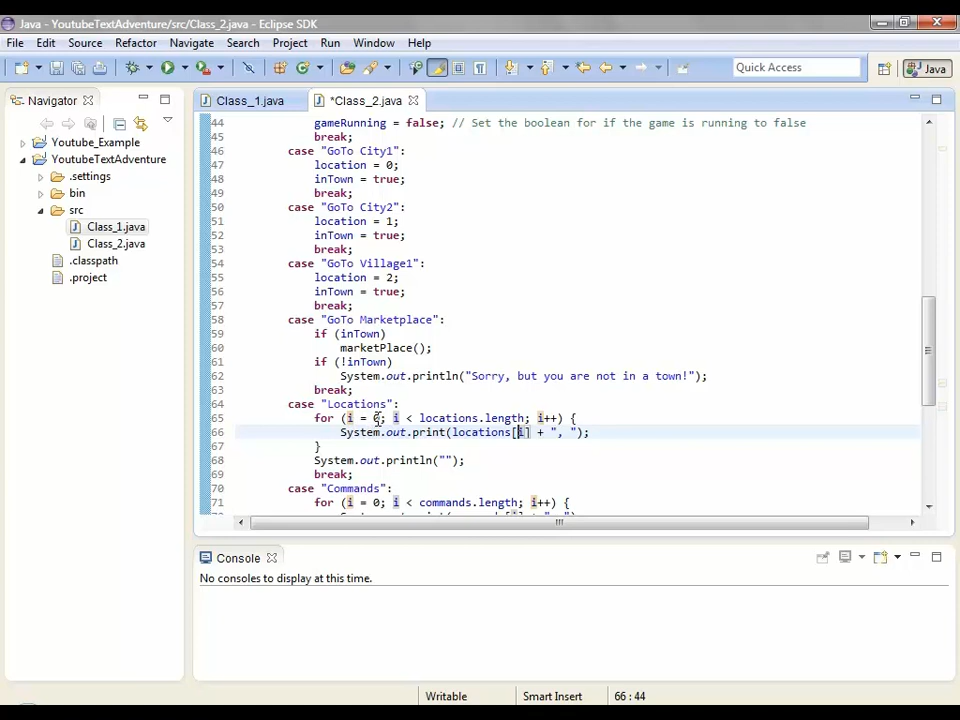 Java - YoutubeTextAdventure/src/Class_2.java - Eclipse SDK
File Edit Source Refactor Navigate Search Project Run Window Help
Quick Access
Java
Navigator
Youtube_Example
YoutubeTextAdventure
.settings
bin
src
Class_1.java
Class_2.java
.classpath
.project
Class_1.java
*Class_2.java
44 gameRunning = false; // Set the boolean for if the game is running to false
45 break;
46 case "GoTo City1":
47 location = 0;
48 inTown = true;
49 break;
50 case "GoTo City2":
51 location = 1;
52 inTown = true;
53 break;
54 case "GoTo Village1":
55 location = 2;
56 inTown = true;
57 break;
58 case "GoTo Marketplace":
59 if (inTown)
60 marketPlace();
61 if (!inTown)
62 System.out.println("Sorry, but you are not in a town!");
63 break;
64 case "Locations":
65 for (i = 0; i < locations.length; i++) {
66 System.out.print(locations[i] + ", ");
67 }
68 System.out.println("");
69 break;
70 case "Commands":
71 for (i = 0; i < commands.length; i++) {
Console
No consoles to display at this time.
Writable Smart Insert 66 : 44